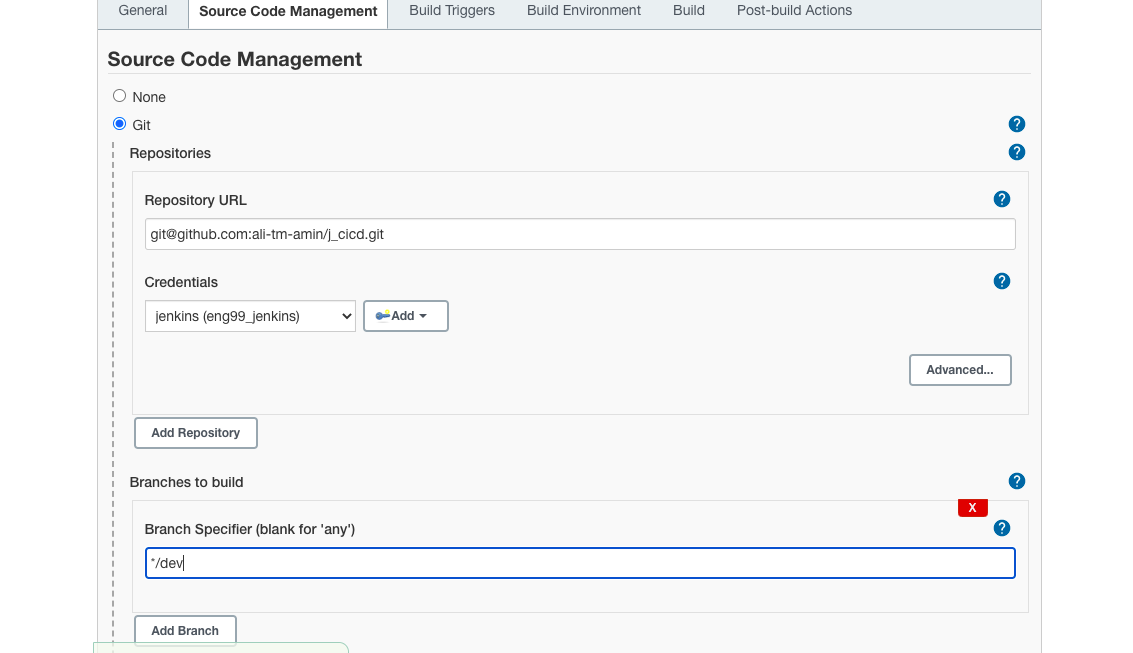 General Source Code Management Build Triggers Build Environment Build Post-build Actions
Source Code Management
None
Git ?
Repositories ?
Repository URL ?
git@github.com:ali-tm-amin/j_cicd.git
Credentials ?
jenkins (eng99_jenkins) Add
Advanced...
Add Repository
Branches to build ?
X
Branch Specifier (blank for 'any') ?
*/dev
Add Branch